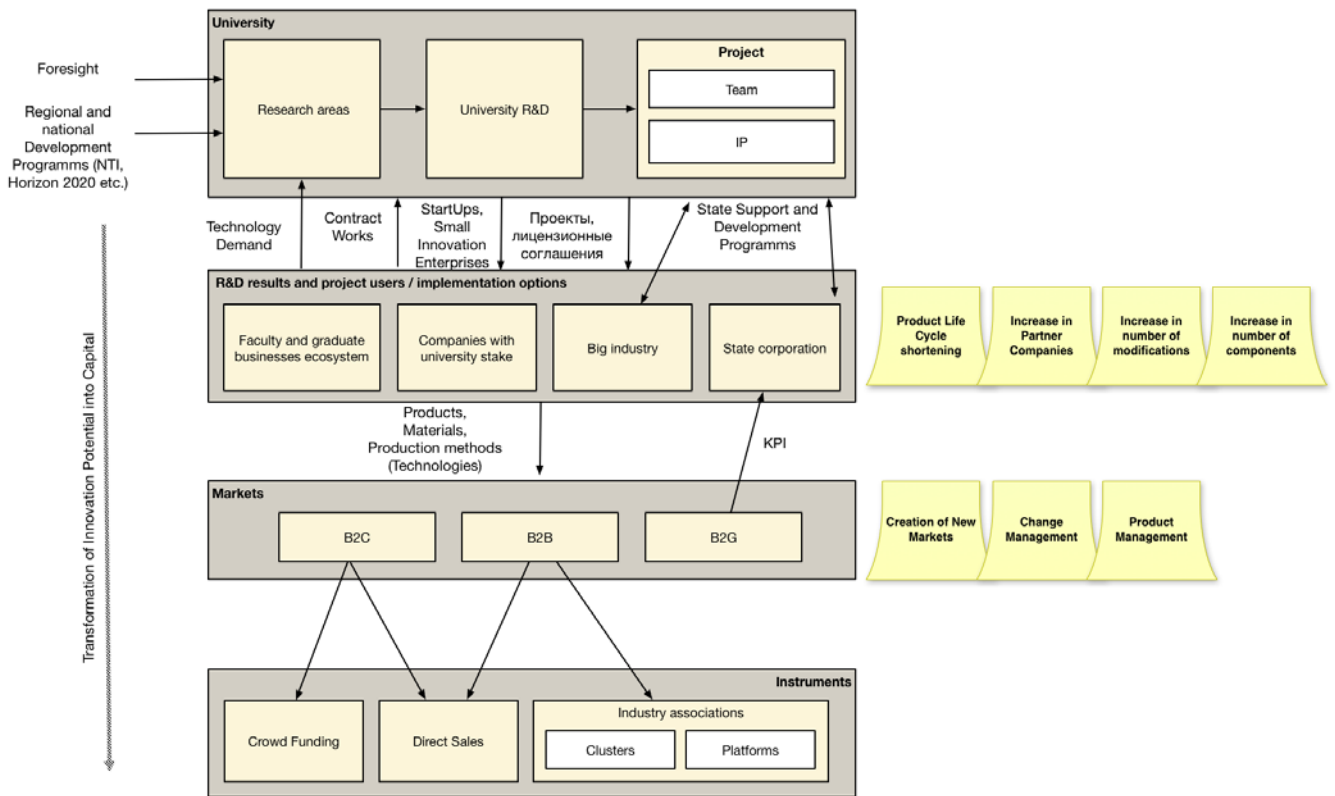 University
Project
Team
Research areas
University R&D
IP
Foresight
Regional and
national
Development
Programms (NTI,
Horizon 2020 etc.)
Technology
Demand
Contract
Works
StartUps,
Small
Innovation
Enterprises
Проекты,
лицензионные
соглашения
State Support and
Development
Programms
R&D results and project users / implementation options
Faculty and graduate
businesses ecosystem
Companies with
university stake
Big industry
State corporation
Product Life
Cycle
shortening
Increase in
Partner
Companies
Increase in
number of
modifications
Increase in
number of
components
Transformation of Innovation Potential into Capital
Products,
Materials,
Production methods
(Technologies)
KPI
Markets
B2C
B2B
B2G
Creation of New
Markets
Change
Management
Product
Management
Instruments
Crowd Funding
Direct Sales
Industry associations
Clusters
Platforms